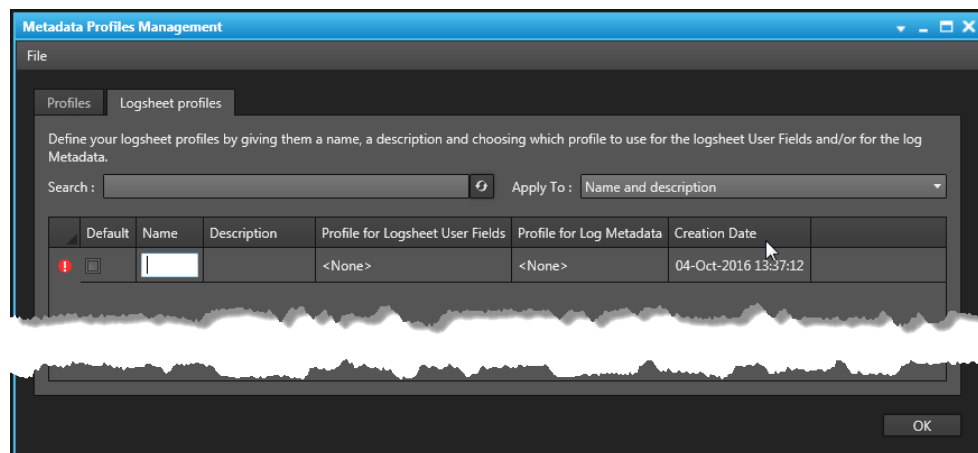 Metadata Profiles Management
File
Profiles Logsheet profiles
Define your logsheet profiles by giving them a name, a description and choosing which profile to use for the logsheet User Fields and/or for the log
Metadata.
Search : Apply To : Name and description
Default Name Description Profile for Logsheet User Fields Profile for Log Metadata Creation Date
<None> <None> 04-Oct-2016 13:37:12
OK